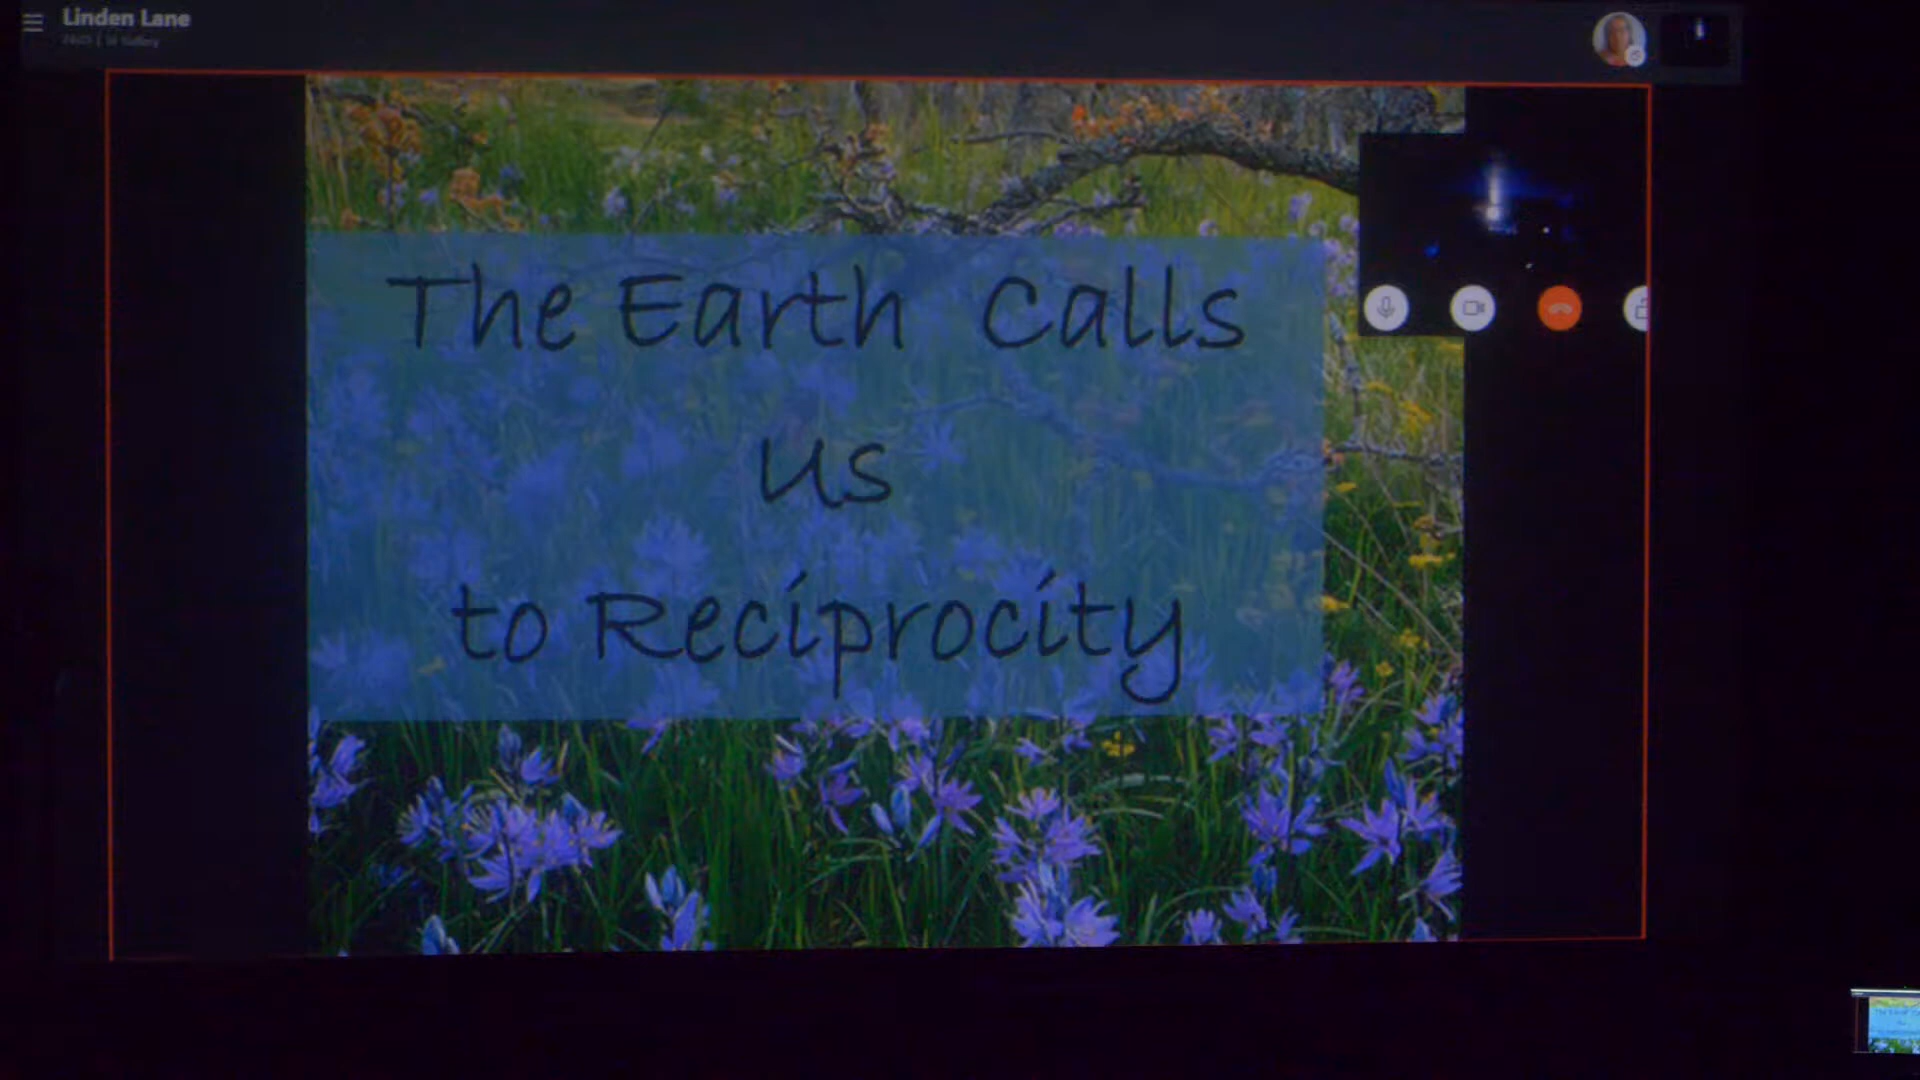 Linden Lane
The Earth Calls
Us
to Reciprocity